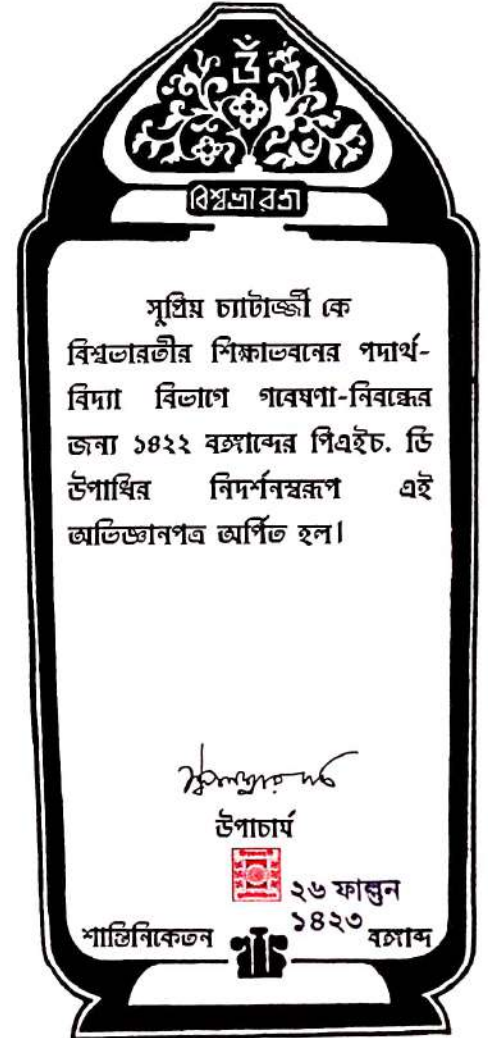 ওঁ
বিশ্বভারতী
সুপ্রিয় চ্যাটার্জ্জী কে
বিশ্বভারতীর শিক্ষাভবনের পদার্থ-
বিদ্যা বিভাগে গবেষণা-নিবন্ধের
জন্য ১৪২২ বঙ্গাব্দের পিএইচ. ডি
উপাধির নিদর্শনস্বরূপ এই
অভিজ্ঞানপত্র অর্পিত হল।
উপাচার্য
২৬ ফাল্গুন
শান্তিনিকেতন ১৪২৩ বঙ্গাব্দ